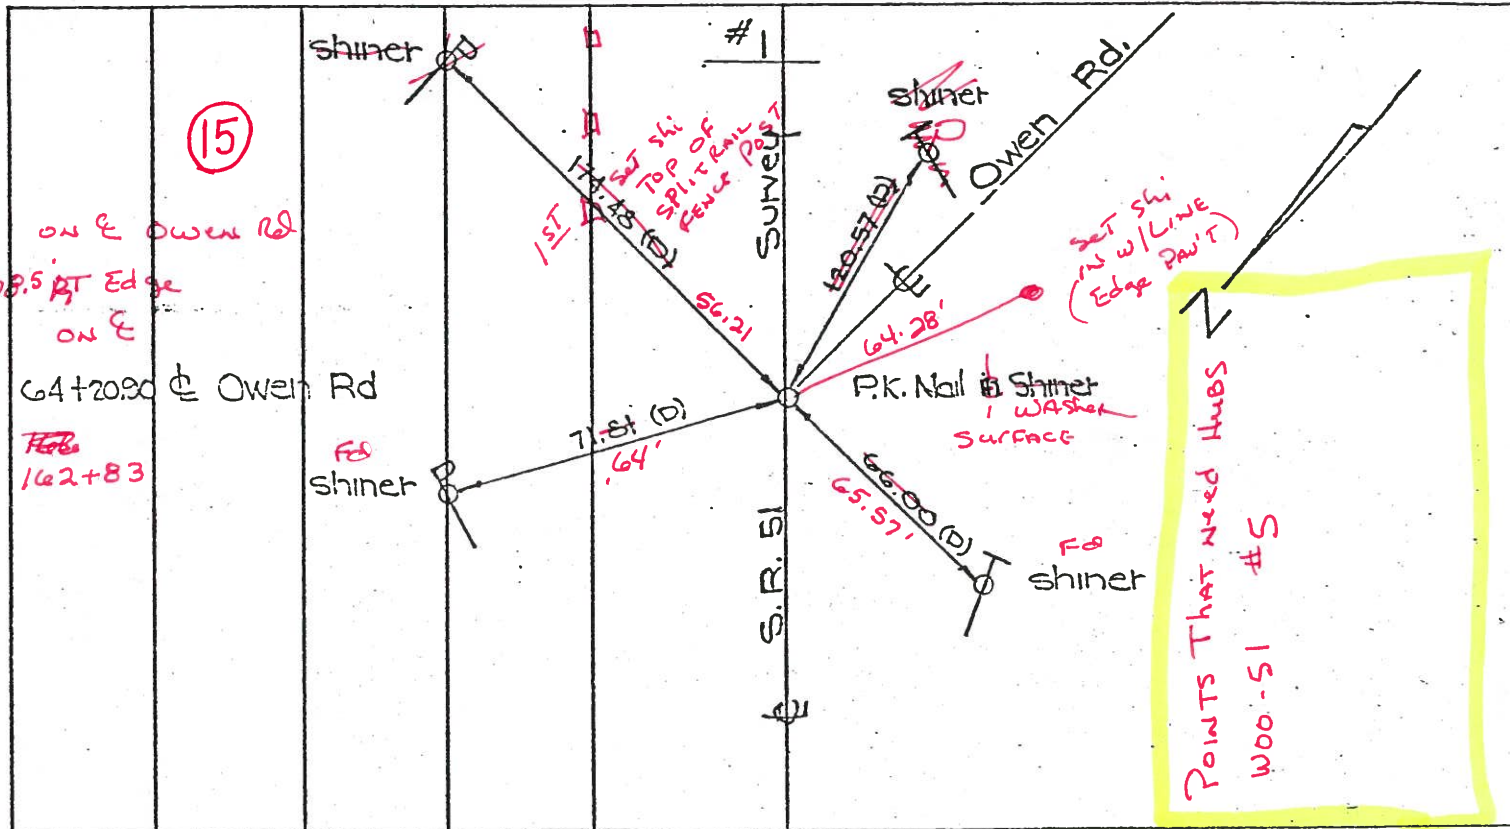 #1
shiner
15
shiner
Owen Rd.
SET Shi
TOP OF
SPLIT RAIL
FENCE POST
1ST
174.48 (D)
56.21
Survey
120.57 (D)
℄
SET Shi
IN W/LINE
(Edge PAV'T)
64.28'
ON ℄ OWEN Rd
8.5' RT Edge
ON ℄
64+20.90 ℄ Owen Rd
162+83
P.K. Nail in Shiner
1" WASHER
SURFACE
71.81 (D)
.64'
Fd
shiner
66.00 (D)
65.57'
Fd
shiner
S.R. 51
℄
N
POINTS THAT NEED HUBS
WOO-51 #5